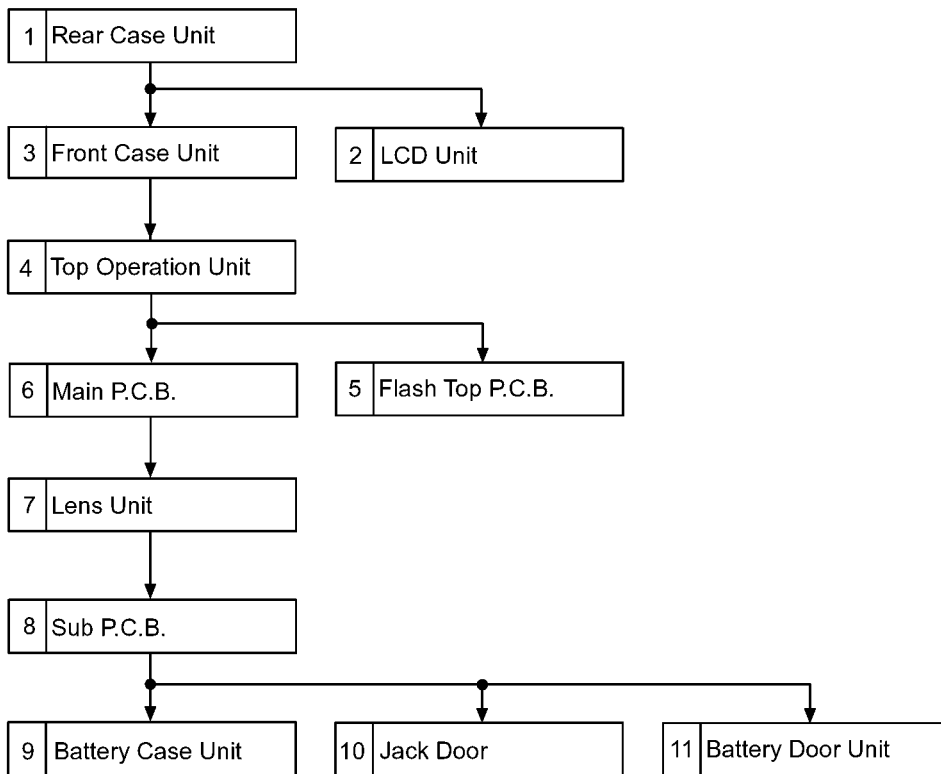 1 Rear Case Unit
3 Front Case Unit
2 LCD Unit
4 Top Operation Unit
6 Main P.C.B.
5 Flash Top P.C.B.
7 Lens Unit
8 Sub P.C.B.
9 Battery Case Unit
10 Jack Door
11 Battery Door Unit